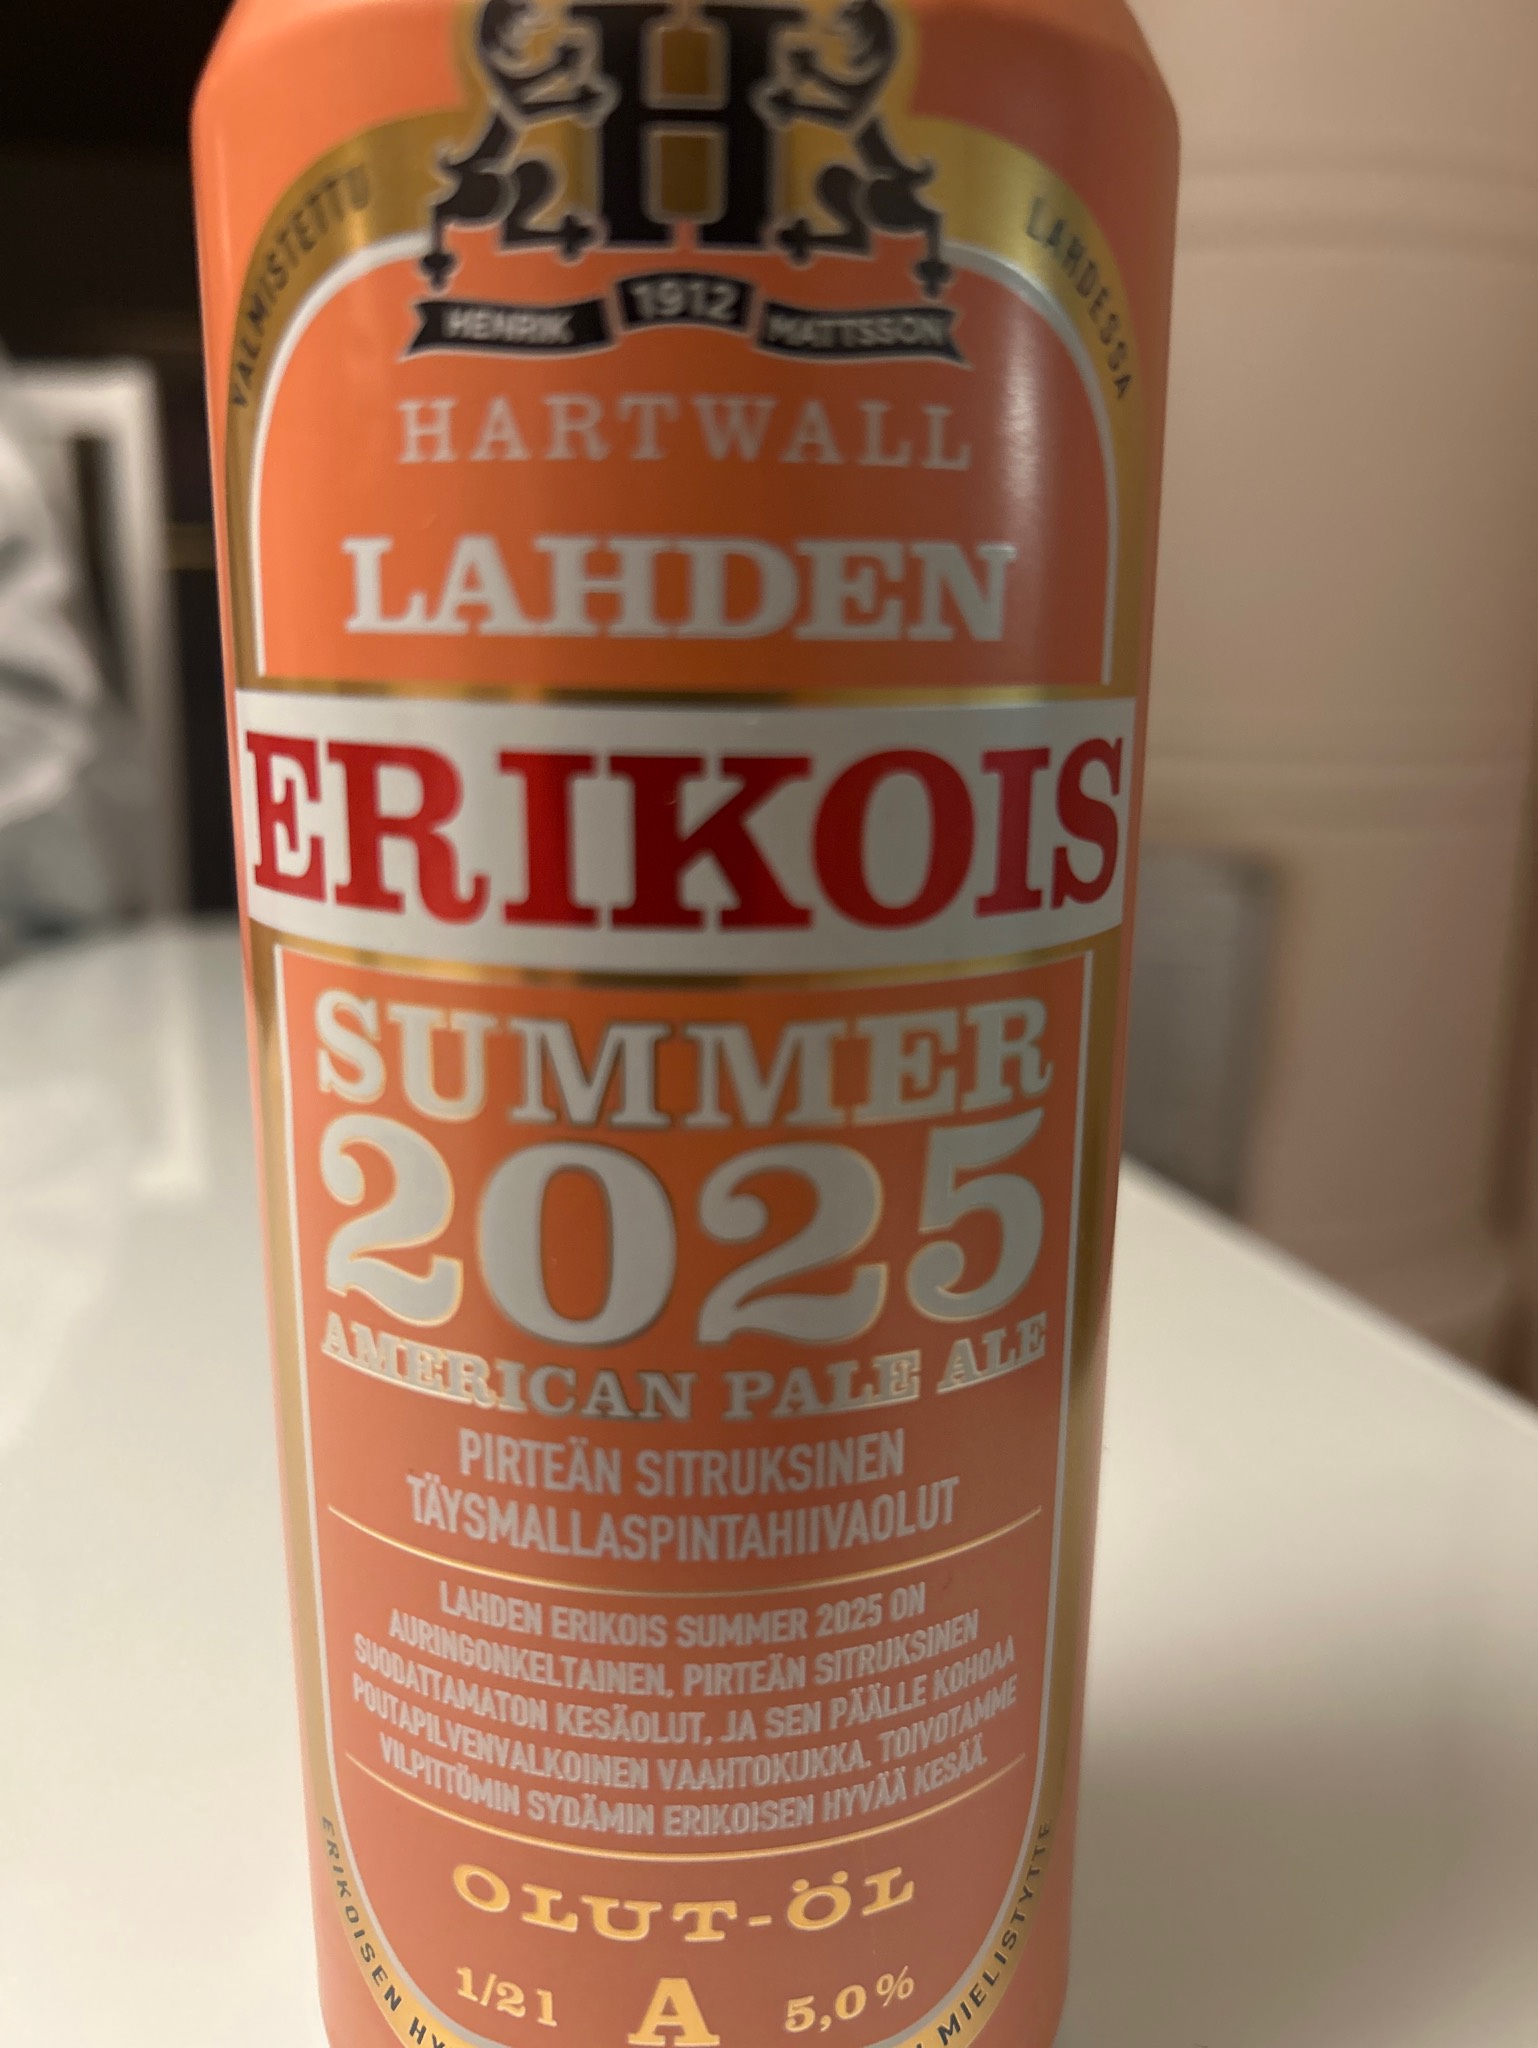 H
VALMISTETTU
LAHDESSA
HENRIK 1912 MATTSSON
HARTWALL
LAHDEN
ERIKOIS
SUMMER
2025
AMERICAN PALE ALE
PIRTEÄN SITRUKSINEN
TÄYSMALLASPINTAHIIVAOLUT
LAHDEN ERIKOIS SUMMER 2025 ON
AURINGONKELTAINEN, PIRTEÄN SITRUKSINEN
SUODATTAMATON KESÄOLUT, JA SEN PÄÄLLE KOHOAA
POUTAPILVENVALKOINEN VAAHTOKUKKA. TOIVOTAMME
VILPITTÖMIN SYDÄMIN ERIKOISEN HYVÄÄ KESÄÄ.
OLUT-ÖL
1/2 l A 5,0 %
ERIKOISEN
MIELISTYTTE